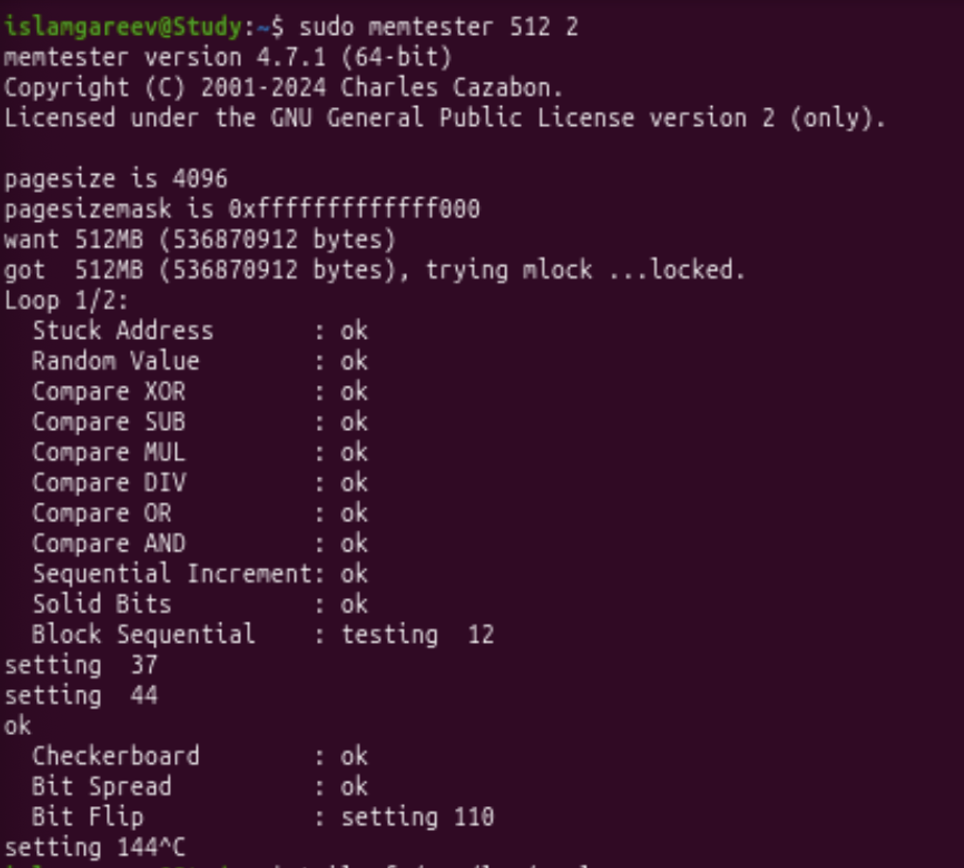 islamgareev@Study:~$ sudo memtester 512 2
memtester version 4.7.1 (64-bit)
Copyright (C) 2001-2024 Charles Cazabon.
Licensed under the GNU General Public License version 2 (only).
pagesize is 4096
pagesizemask is 0xfffffffffffff000
want 512MB (536870912 bytes)
got  512MB (536870912 bytes), trying mlock ...locked.
Loop 1/2:
  Stuck Address       : ok
  Random Value        : ok
  Compare XOR         : ok
  Compare SUB         : ok
  Compare MUL         : ok
  Compare DIV         : ok
  Compare OR          : ok
  Compare AND         : ok
  Sequential Increment: ok
  Solid Bits          : ok
  Block Sequential    : testing  12
setting  37
setting  44
ok
  Checkerboard        : ok
  Bit Spread          : ok
  Bit Flip            : setting 110
setting 144^C